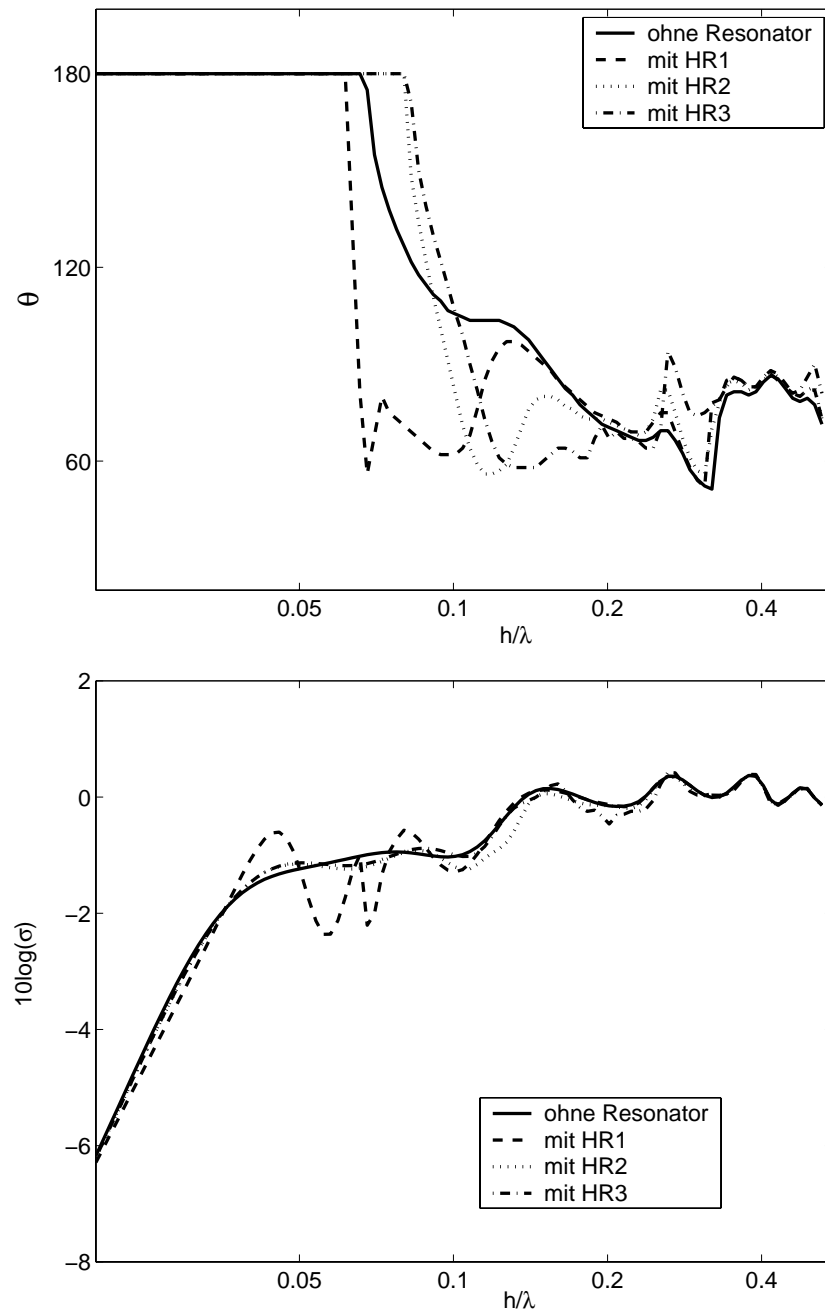 ohne Resonator
mit HR1
mit HR2
mit HR3
180
120
60
θ
0.05 0.1 0.2 0.4
h/λ
2
0
−2
−4
−6
−8
10log(σ)
ohne Resonator
mit HR1
mit HR2
mit HR3
0.05 0.1 0.2 0.4
h/λ